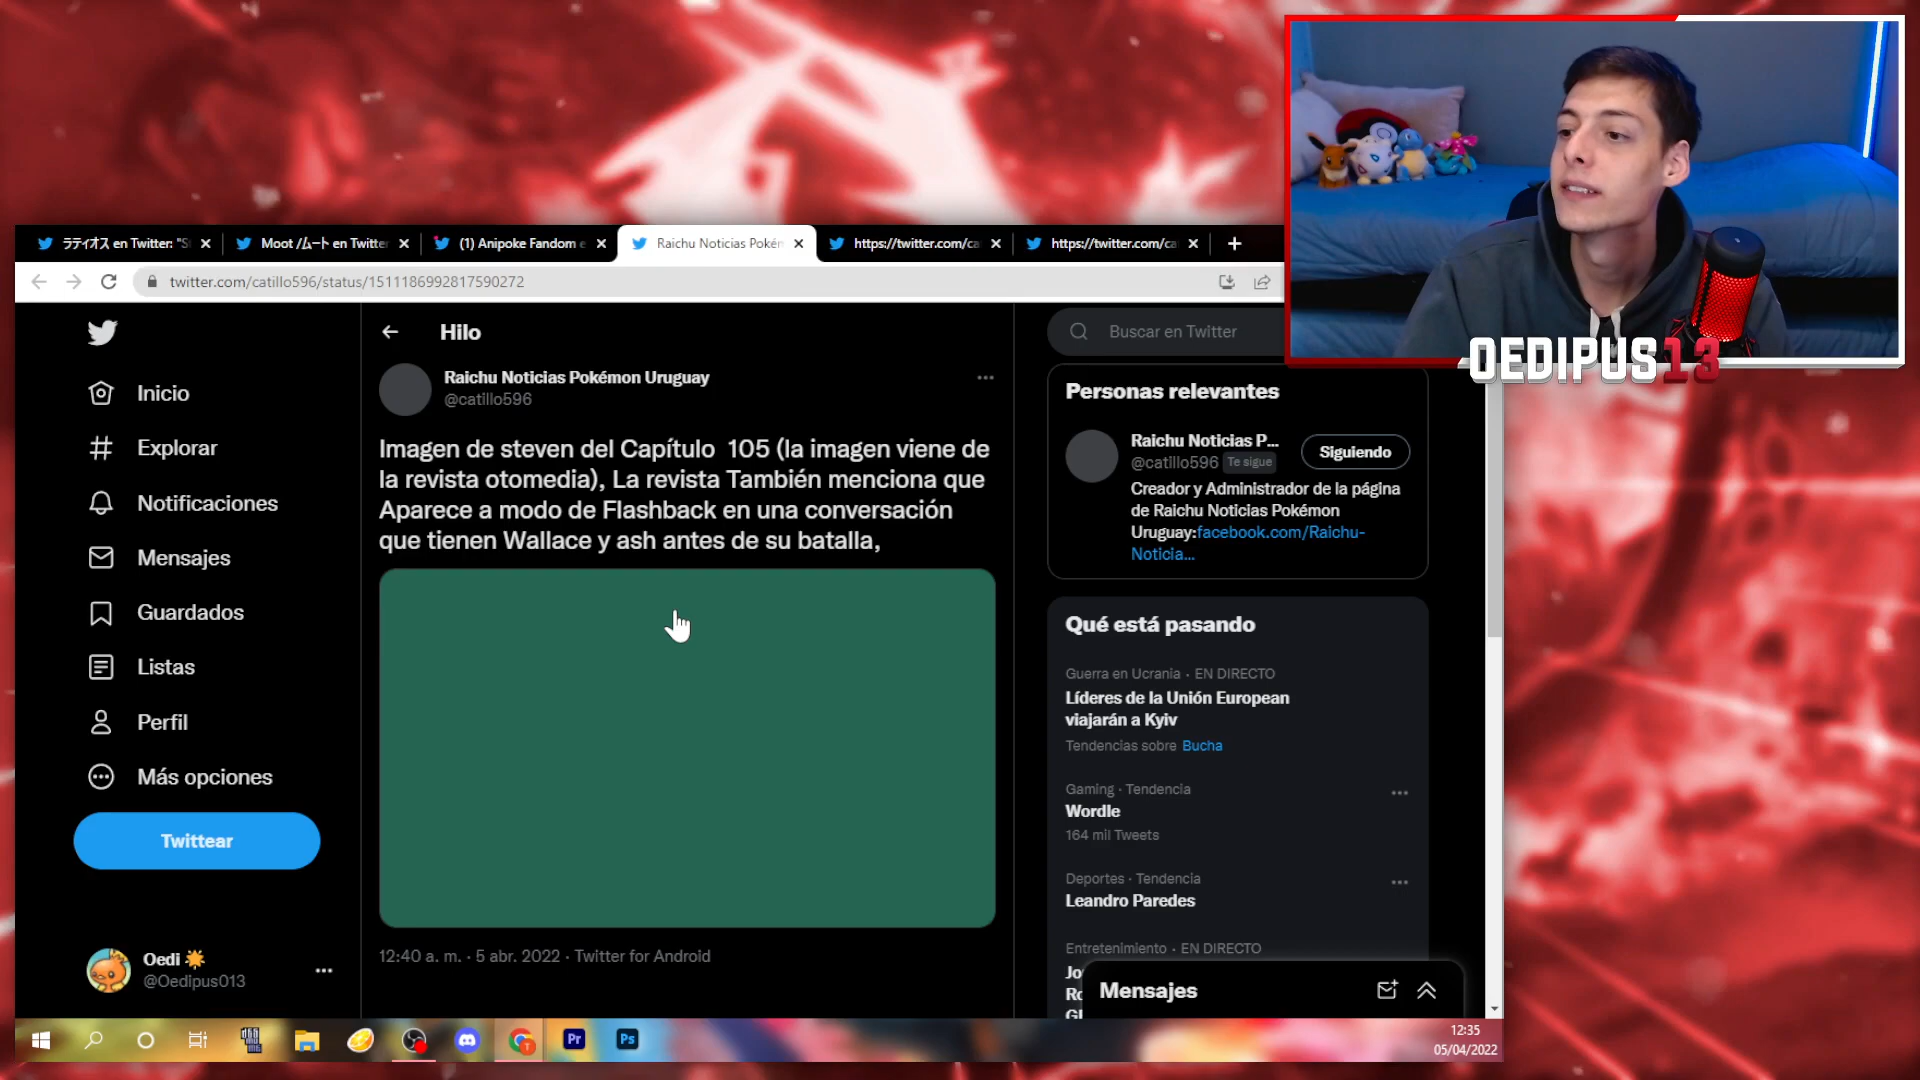 OEDIPUS13
ラティオス en Twitter: "S
Moot /ムート en Twitter
(1) Anipoke Fandom e
Raichu Noticias Pokém
https://twitter.com/ca
https://twitter.com/ca
twitter.com/catillo596/status/1511186992817590272
Inicio
Explorar
Notificaciones
Mensajes
Guardados
Listas
Perfil
Más opciones
Twittear
Oedi
@Oedipus013
Hilo
Raichu Noticias Pokémon Uruguay
@catillo596
Imagen de steven del Capítulo 105 (la imagen viene de
la revista otomedia), La revista También menciona que
Aparece a modo de Flashback en una conversación
que tienen Wallace y ash antes de su batalla,
12:40 a. m. · 5 abr. 2022 · Twitter for Android
Buscar en Twitter
Personas relevantes
Raichu Noticias P...
@catillo596 Te sigue
Siguiendo
Creador y Administrador de la página
de Raichu Noticias Pokémon
Uruguay:facebook.com/Raichu-
Noticia...
Qué está pasando
Guerra en Ucrania · EN DIRECTO
Líderes de la Unión European
viajarán a Kyiv
Tendencias sobre Bucha
Gaming · Tendencia
Wordle
164 mil Tweets
Deportes · Tendencia
Leandro Paredes
Entretenimiento · EN DIRECTO
Mensajes
Pr
Ps
12:35
05/04/2022